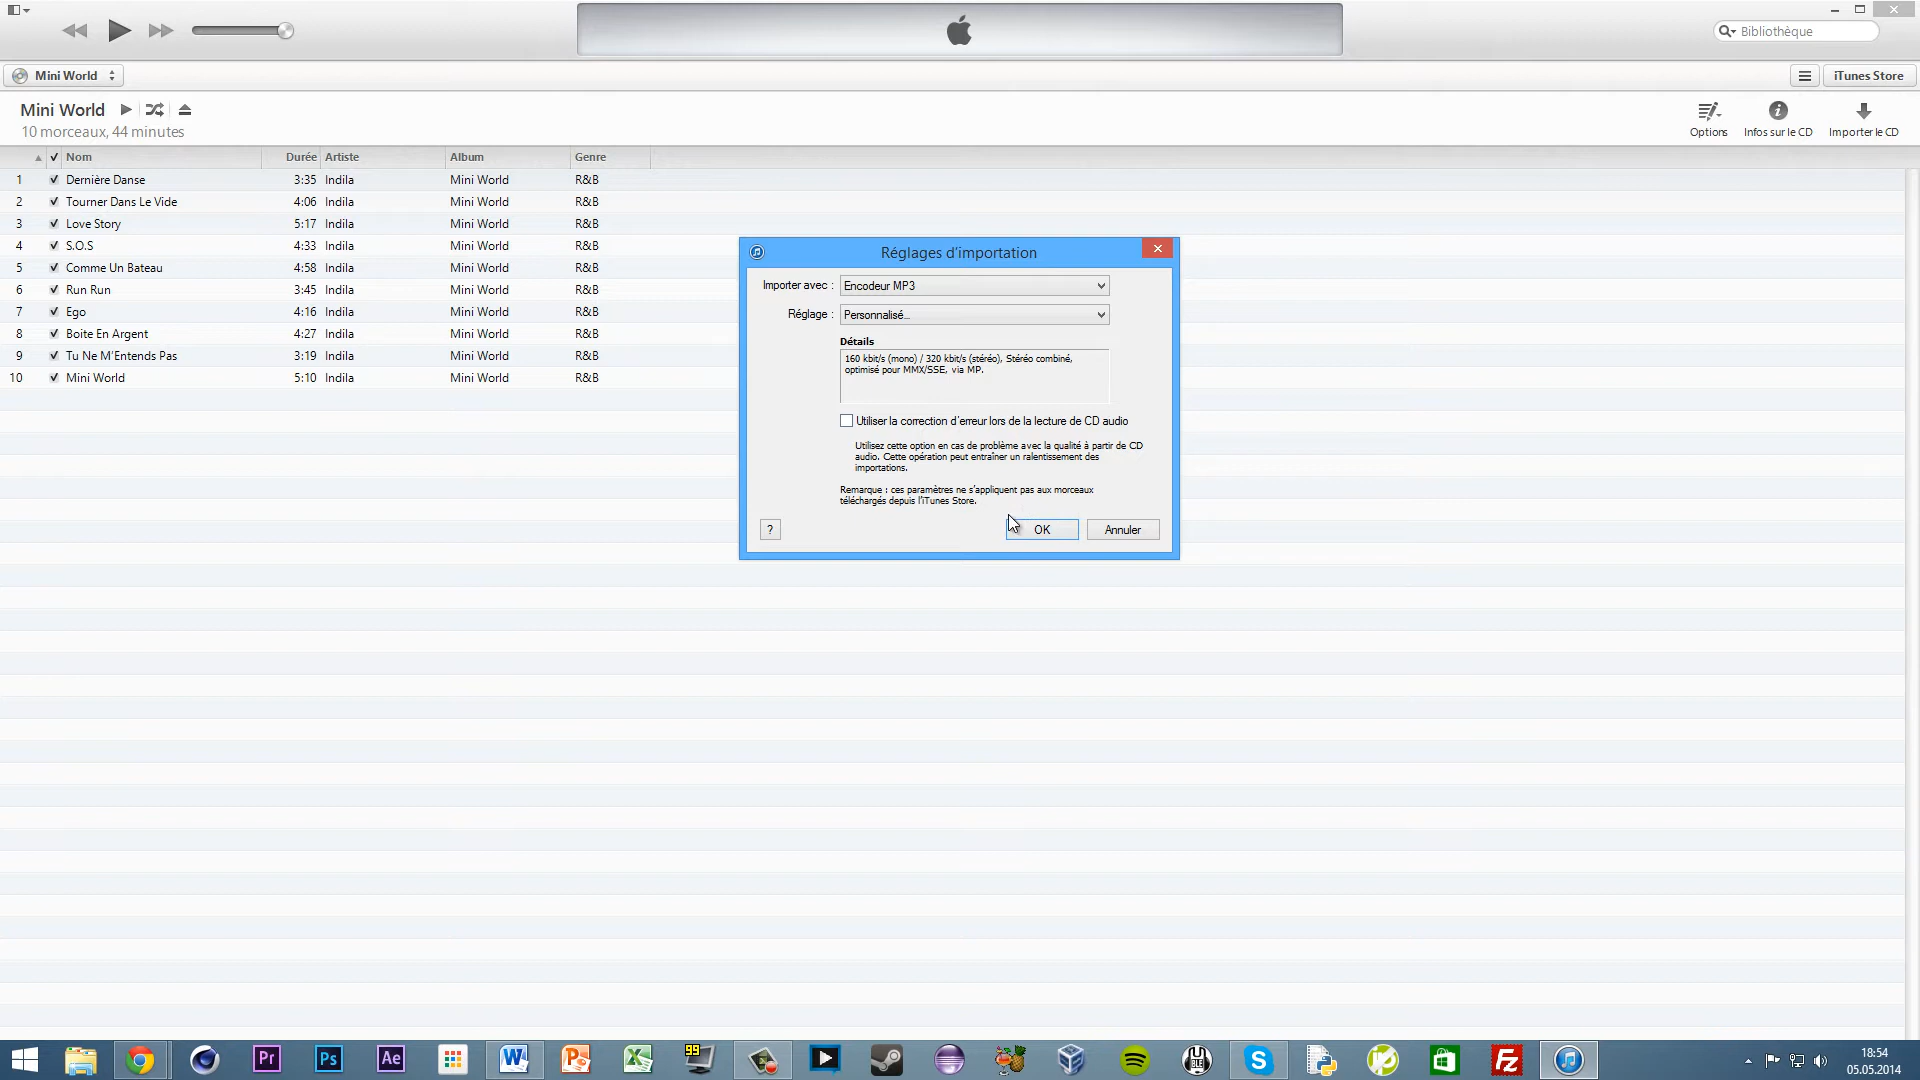 Bibliothèque
Mini World
iTunes Store
Mini World
10 morceaux, 44 minutes
Options
Infos sur le CD
Importer le CD
Nom Durée Artiste Album Genre
1 Dernière Danse 3:35 Indila Mini World R&B
2 Tourner Dans Le Vide 4:06 Indila Mini World R&B
3 Love Story 5:17 Indila Mini World R&B
4 S.O.S 4:33 Indila Mini World R&B
5 Comme Un Bateau 4:58 Indila Mini World R&B
6 Run Run 3:45 Indila Mini World R&B
7 Ego 4:16 Indila Mini World R&B
8 Boite En Argent 4:27 Indila Mini World R&B
9 Tu Ne M'Entends Pas 3:19 Indila Mini World R&B
10 Mini World 5:10 Indila Mini World R&B
Réglages d'importation
Importer avec : Encodeur MP3
Réglage : Personnalisé...
Détails
160 kbit/s (mono) / 320 kbit/s (stéréo), Stéréo combiné,
optimisé pour MMX/SSE, via MP.
Utiliser la correction d'erreur lors de la lecture de CD audio
Utilisez cette option en cas de problème avec la qualité à partir de CD
audio. Cette opération peut entraîner un ralentissement des
importations.
Remarque : ces paramètres ne s'appliquent pas aux morceaux
téléchargés depuis l'iTunes Store.
? OK Annuler
Pr Ps Ae 99
18:54
05.05.2014